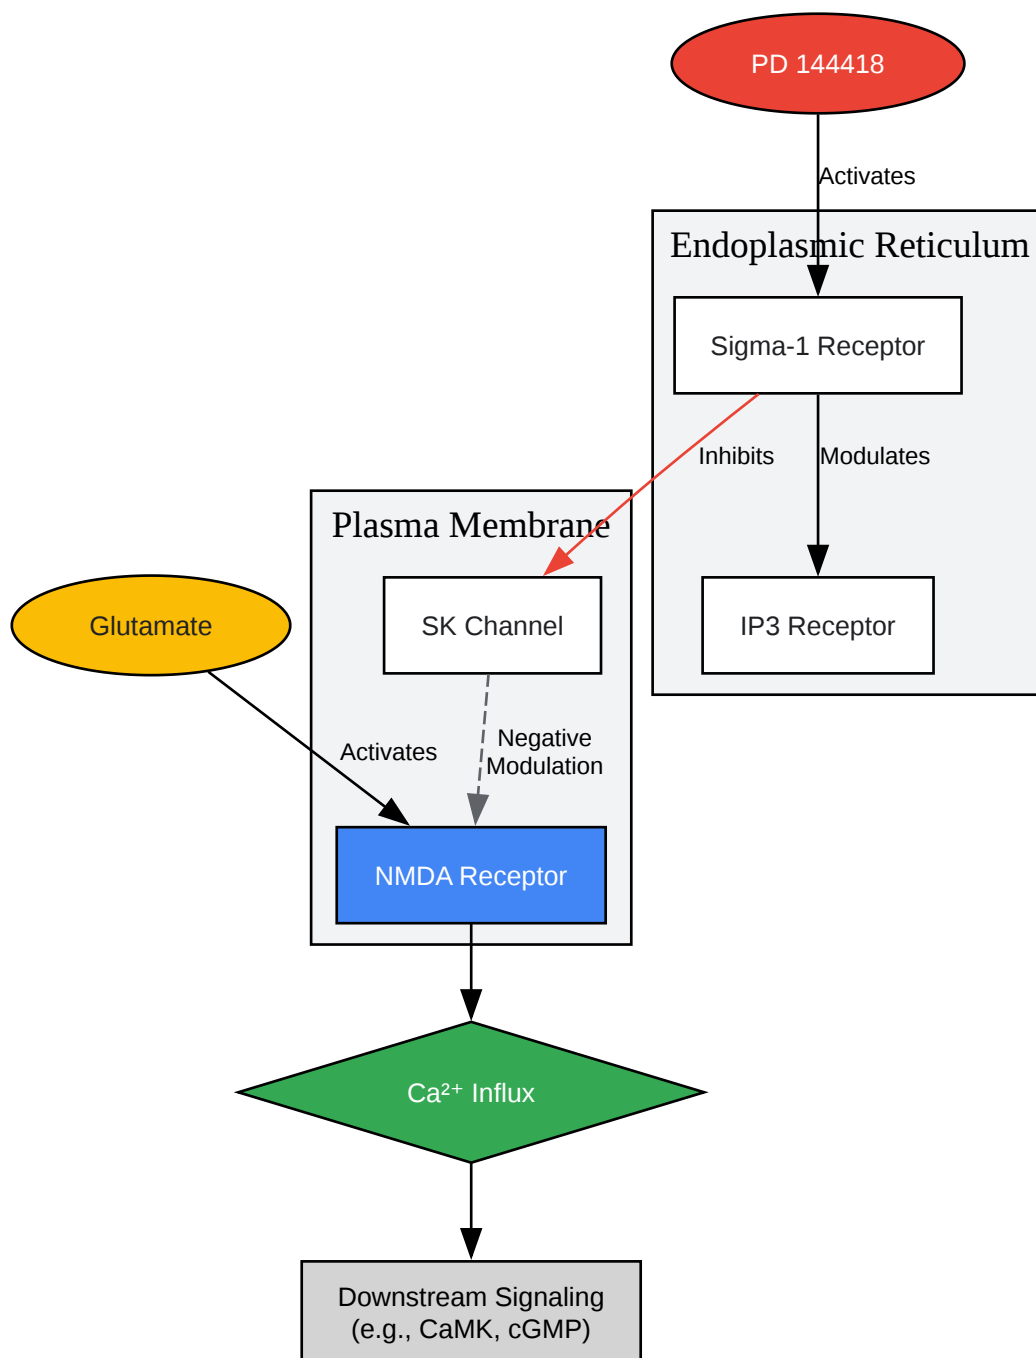 PD 144418
Activates
Endoplasmic Reticulum
Sigma-1 Receptor
Inhibits
Modulates
Plasma Membrane
Glutamate
SK Channel
IP3 Receptor
Activates
Negative
Modulation
NMDA Receptor
Ca²⁺ Influx
Downstream Signaling
(e.g., CaMK, cGMP)